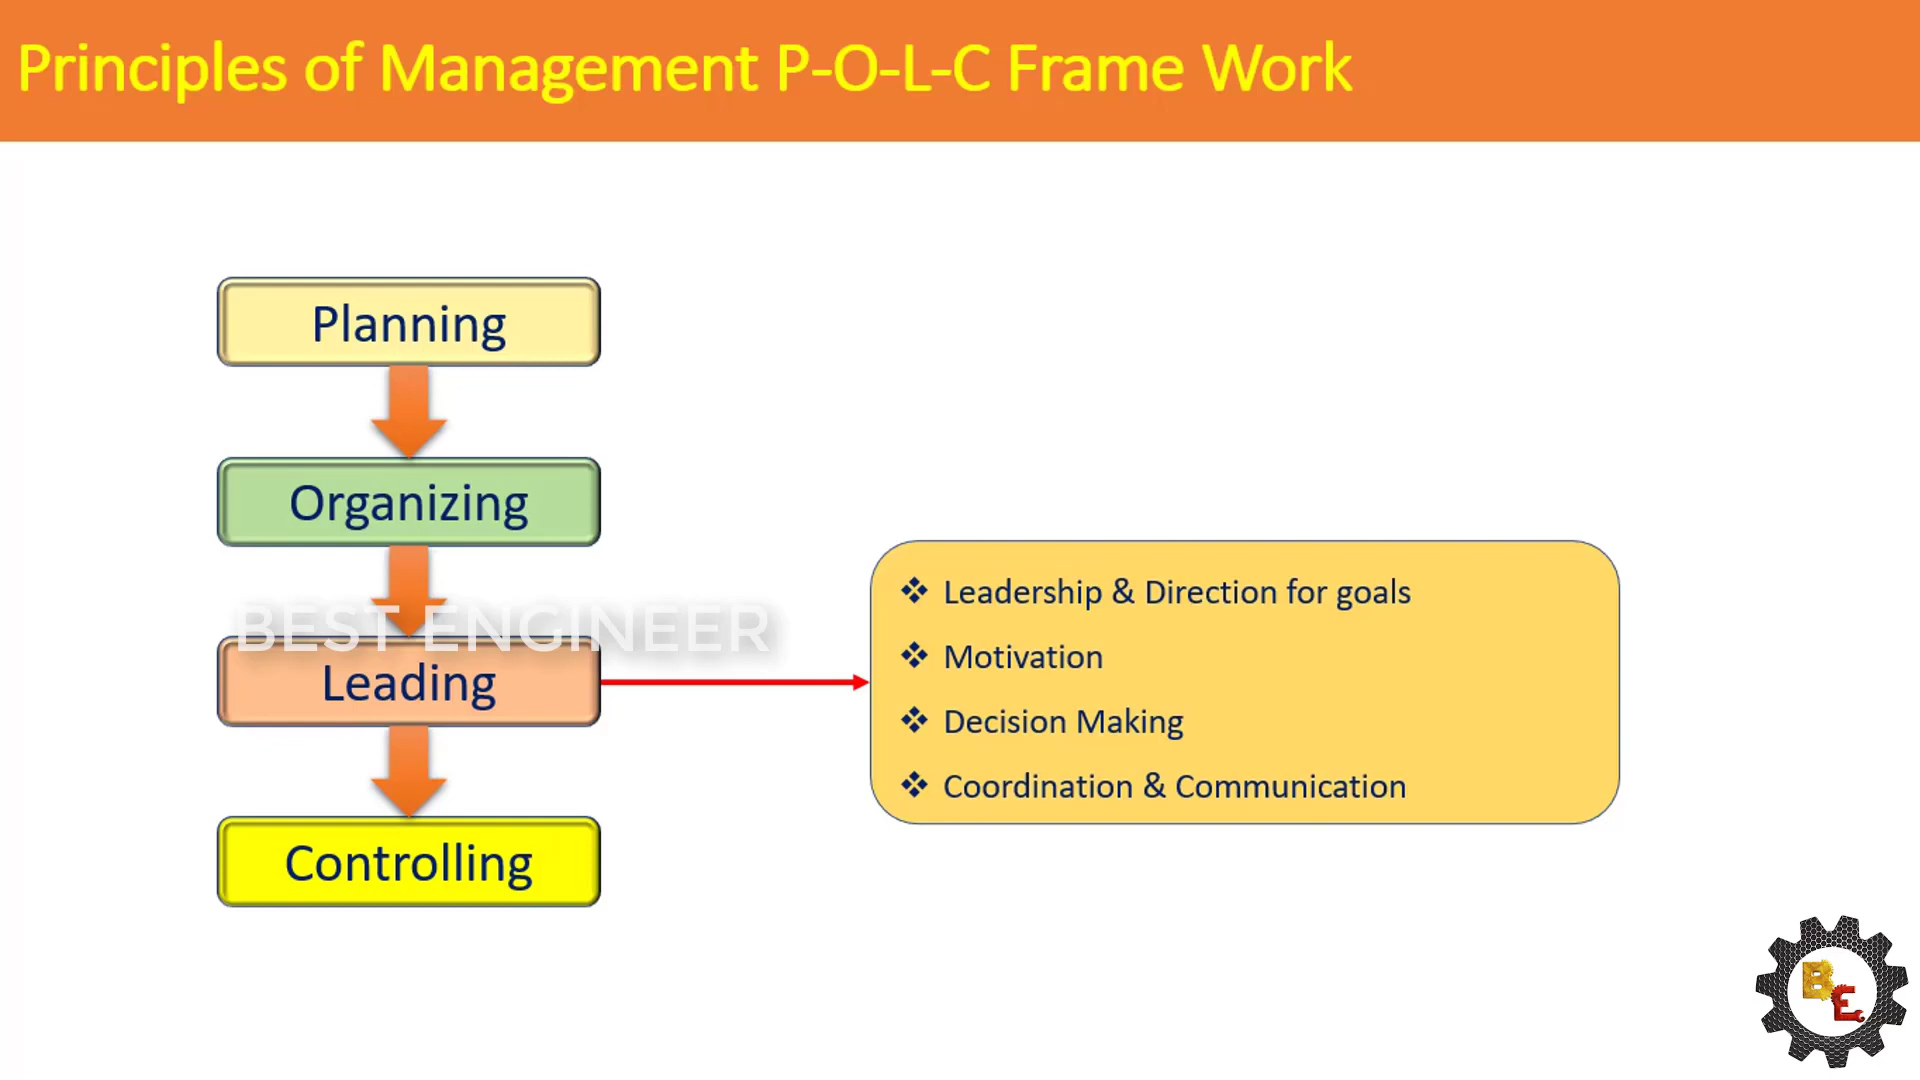 Principles of Management P-O-L-C Frame Work
Planning
Organizing
BEST ENGINEER
Leading
❖ Leadership & Direction for goals
❖ Motivation
❖ Decision Making
❖ Coordination & Communication
Controlling
BE